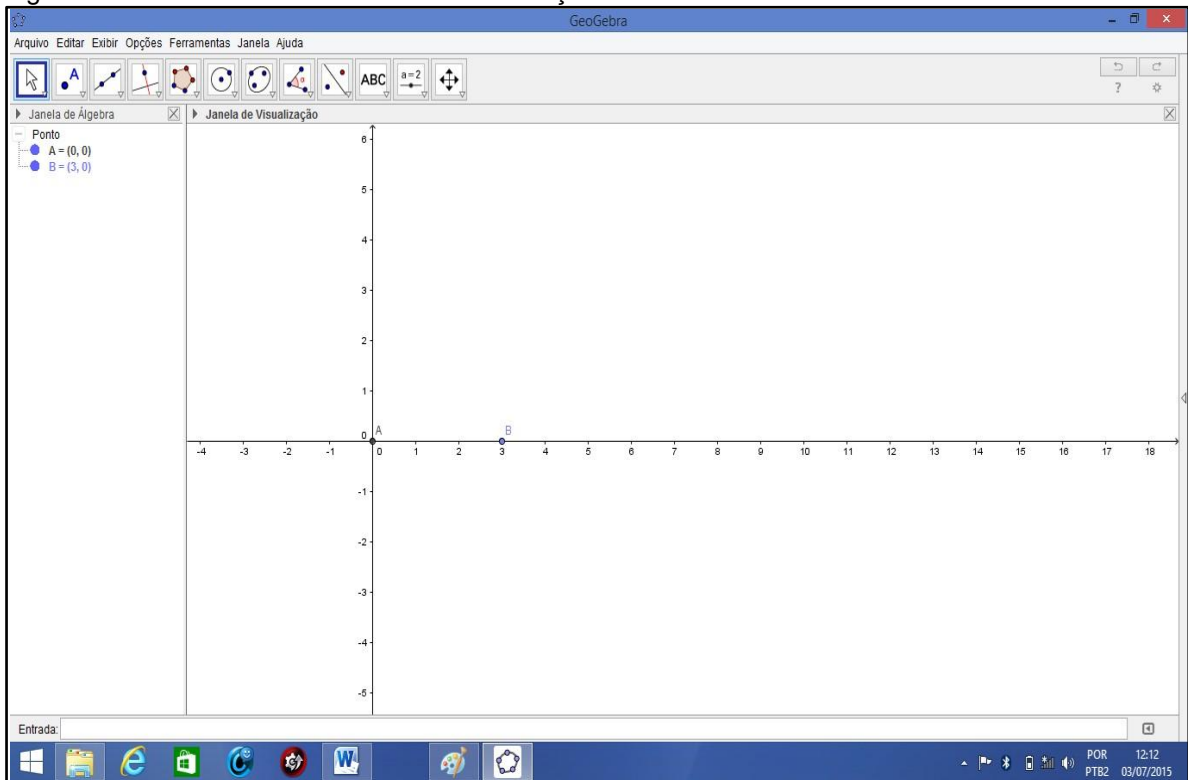 GeoGebra
Arquivo Editar Exibir Opções Ferramentas Janela Ajuda
A
ABC
a=2
?
Janela de Álgebra
Janela de Visualização
Ponto
A = (0, 0)
B = (3, 0)
6
5
4
3
2
1
0
A
B
-4 -3 -2 -1 0 1 2 3 4 5 6 7 8 9 10 11 12 13 14 15 16 17 18
-1
-2
-3
-4
-5
Entrada:
POR 12:12
PTB2 03/07/2015